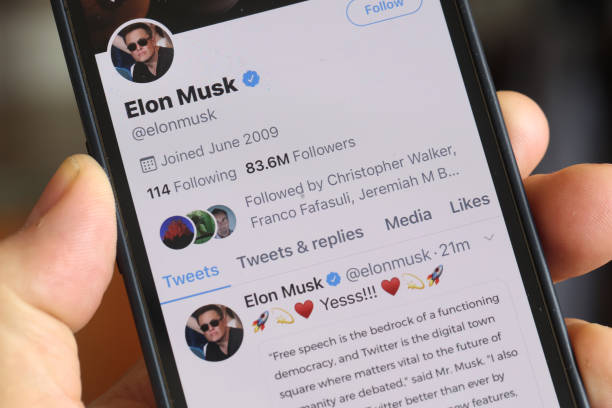 Follow
Elon Musk
@elonmusk
Joined June 2009
114 Following 83.6M Followers
Followed by Christopher Walker,
Franco Fafasuli, Jeremiah M B...
Tweets Tweets & replies Media Likes
Elon Musk @elonmusk · 21m
🚀💫♥️ Yesss!!! ♥️💫🚀
"Free speech is the bedrock of a functioning
democracy, and Twitter is the digital town
square where matters vital to the future of
humanity are debated." said Mr. Musk. "I also
Twitter better than ever by
features,